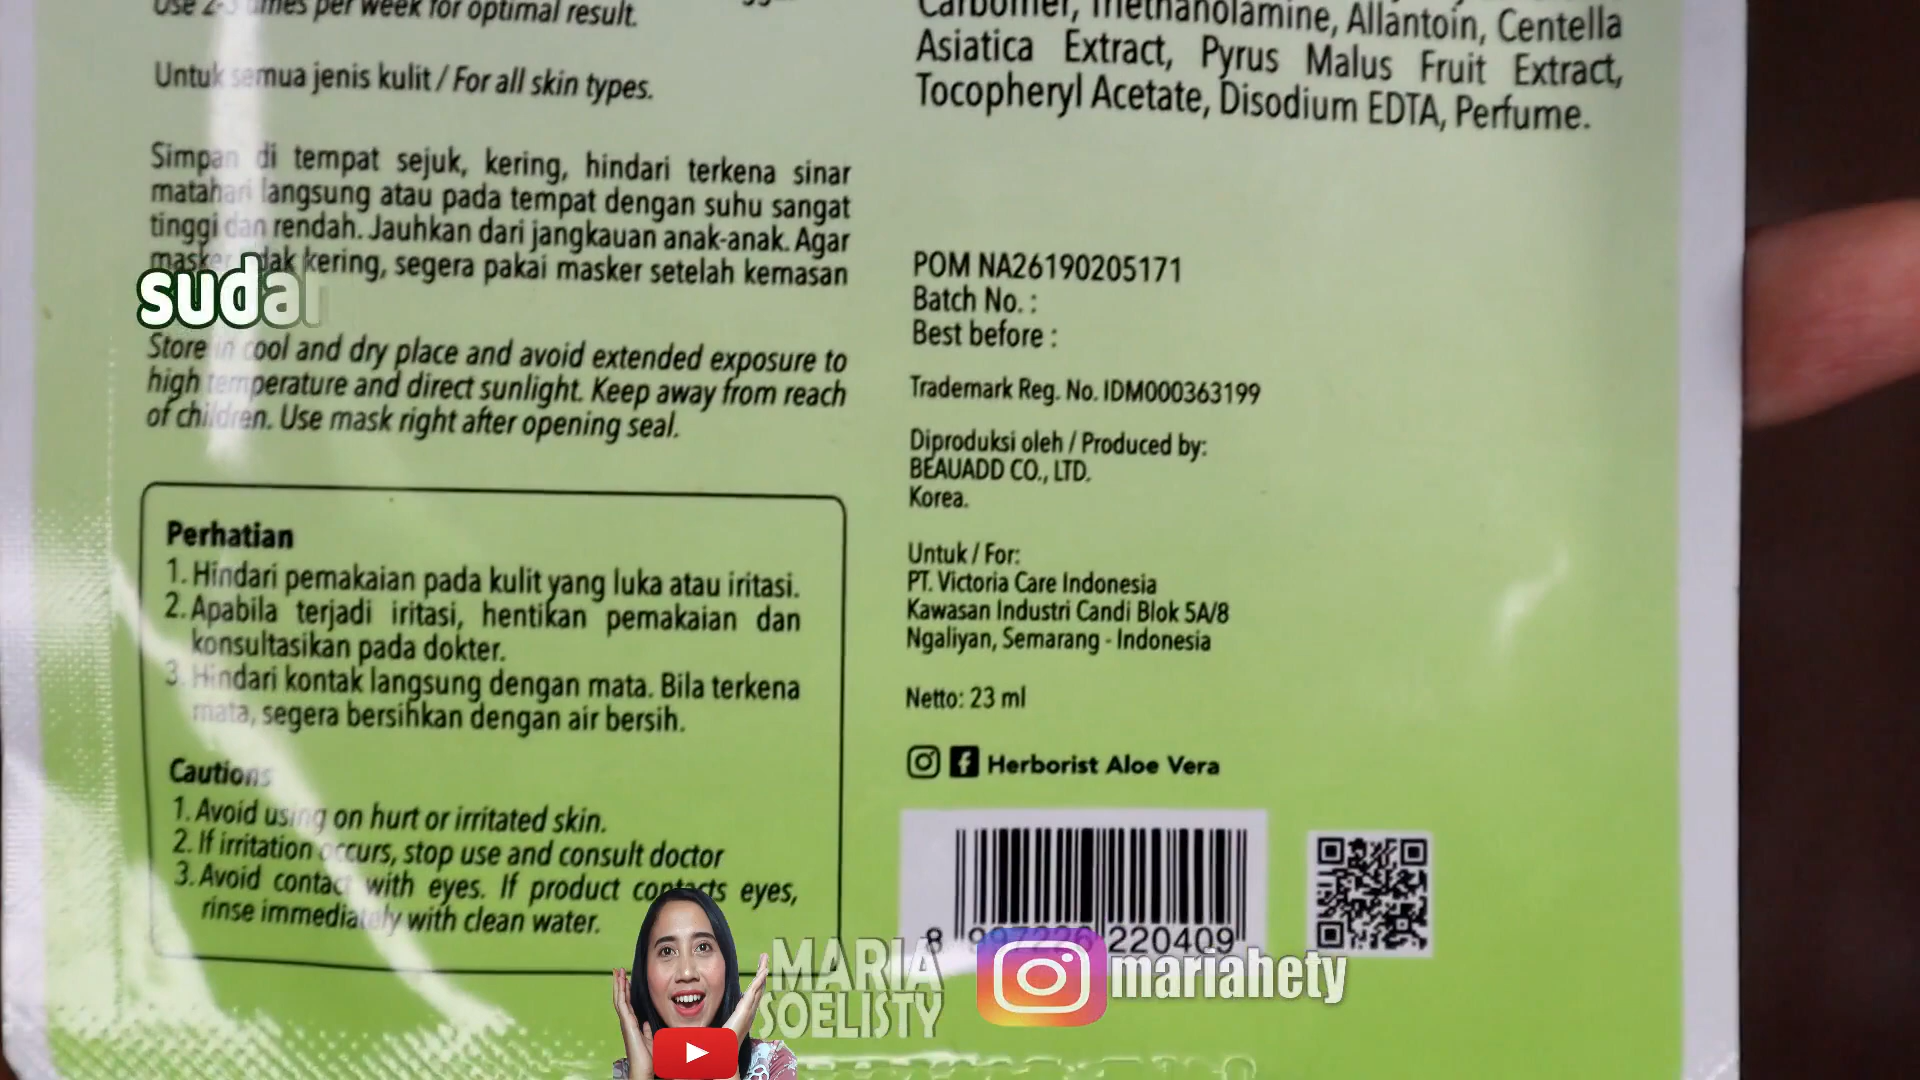 Use 2-3 times per week for optimal result.
Untuk semua jenis kulit / For all skin types.
Simpan di tempat sejuk, kering, hindari terkena sinar
matahari langsung atau pada tempat dengan suhu sangat
tinggi dan rendah. Jauhkan dari jangkauan anak-anak. Agar
masker tidak kering, segera pakai masker setelah kemasan
sudah
Store in cool and dry place and avoid extended exposure to
high temperature and direct sunlight. Keep away from reach
of children. Use mask right after opening seal.
Perhatian
1. Hindari pemakaian pada kulit yang luka atau iritasi.
2. Apabila terjadi iritasi, hentikan pemakaian dan
konsultasikan pada dokter.
3. Hindari kontak langsung dengan mata. Bila terkena
mata, segera bersihkan dengan air bersih.
Cautions
1. Avoid using on hurt or irritated skin.
2. If irritation occurs, stop use and consult doctor
3. Avoid contact with eyes. If product contacts eyes,
rinse immediately with clean water.
Carbomer, Triethanolamine, Allantoin, Centella
Asiatica Extract, Pyrus Malus Fruit Extract,
Tocopheryl Acetate, Disodium EDTA, Perfume.
POM NA26190205171
Batch No. :
Best before :
Trademark Reg. No. IDM000363199
Diproduksi oleh / Produced by:
BEAUADD CO., LTD.
Korea.
Untuk / For:
PT. Victoria Care Indonesia
Kawasan Industri Candi Blok 5A/8
Ngaliyan, Semarang - Indonesia
Netto: 23 ml
Herborist Aloe Vera
8 997226 220409
MARIA
SOELISTY
mariahety